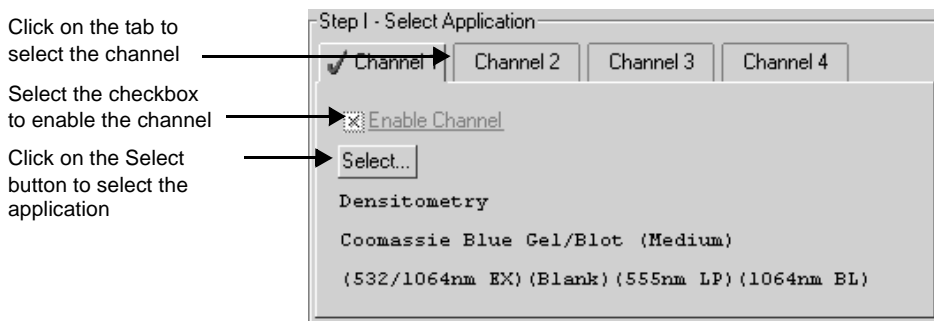 Click on the tab to
select the channel
Select the checkbox
to enable the channel
Click on the Select
button to select the
application
Step I - Select Application
Channel 1
Channel 2
Channel 3
Channel 4
Enable Channel
Select...
Densitometry
Coomassie Blue Gel/Blot (Medium)
(532/1064nm EX)(Blank)(555nm LP)(1064nm BL)